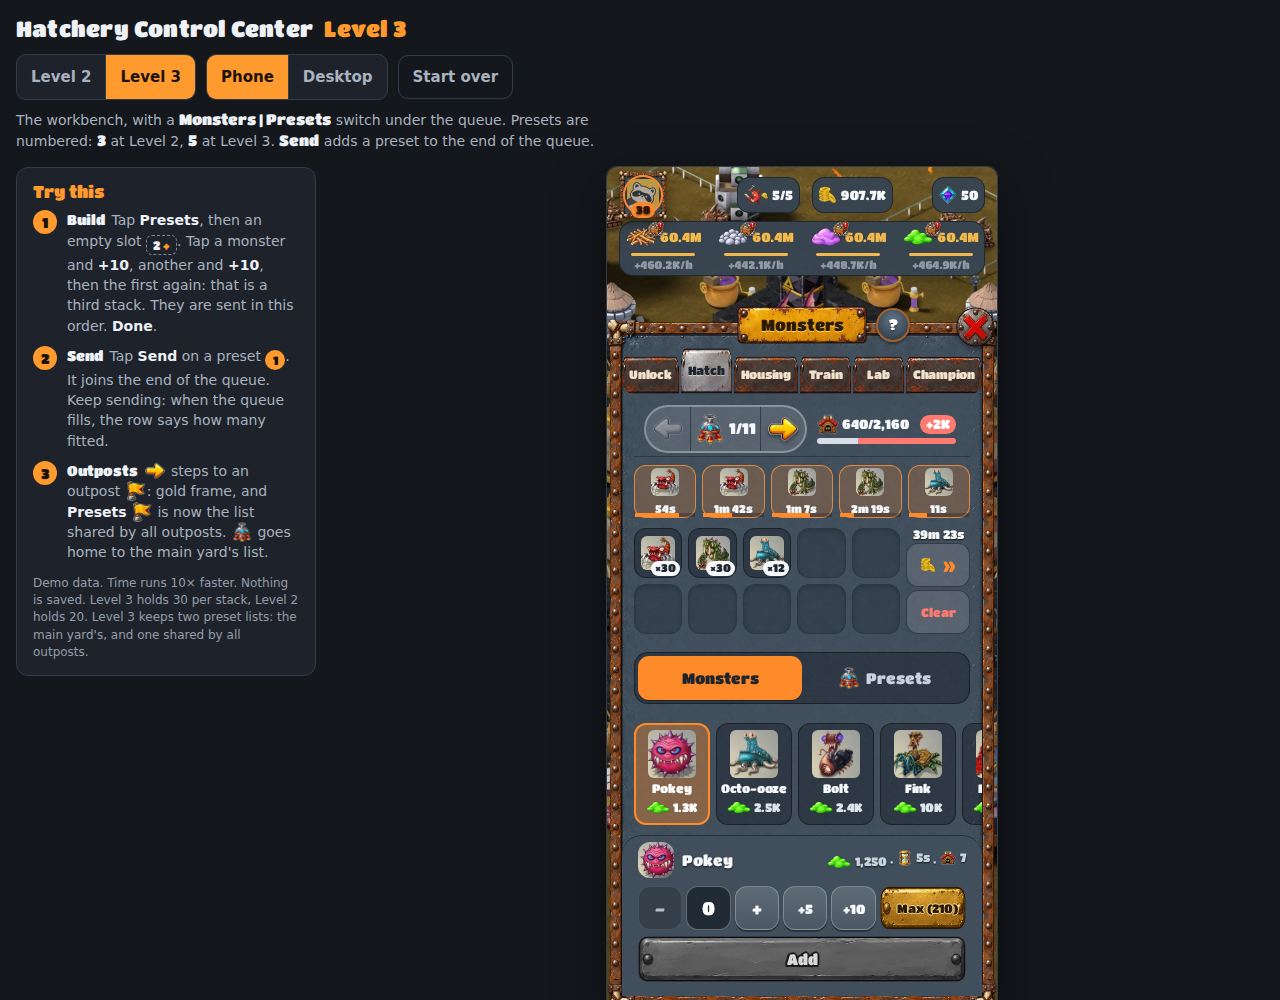 Hatchery Control Center Level 3
Level 2 Level 3 Phone Desktop Start over
The workbench, with a Monsters|Presets switch under the queue. Presets are
numbered: 3 at Level 2, 5 at Level 3. Send adds a preset to the end of the queue.
Try this
1 Build Tap Presets, then an
empty slot 2+. Tap a monster
and +10, another and +10,
then the first again: that is a
third stack. They are sent in this
order. Done.
2 Send Tap Send on a preset 1.
It joins the end of the queue.
Keep sending: when the queue
fills, the row says how many
fitted.
3 Outposts steps to an
outpost : gold frame, and
Presets is now the list
shared by all outposts. goes
home to the main yard's list.
Demo data. Time runs 10× faster. Nothing
is saved. Level 3 holds 30 per stack, Level 2
holds 20. Level 3 keeps two preset lists: the
main yard's, and one shared by all
outposts.
30 5/5 907.7K 50
60.4M 60.4M 60.4M 60.4M
+460.2K/h +442.1K/h +448.7K/h +464.9K/h
Monsters ?
Unlock Hatch Housing Train Lab Champion
1/11 640/2,160 +2K
54s 1m 42s 1m 7s 2m 19s 11s
×30 ×30 ×12 39m 23s
Clear
Monsters Presets
Pokey Octo-ooze Bolt Fink
1.3K 2.5K 2.4K 10K
Pokey 1,250 · 5s · 7
− 0 + +5 +10 Max (210)
Add